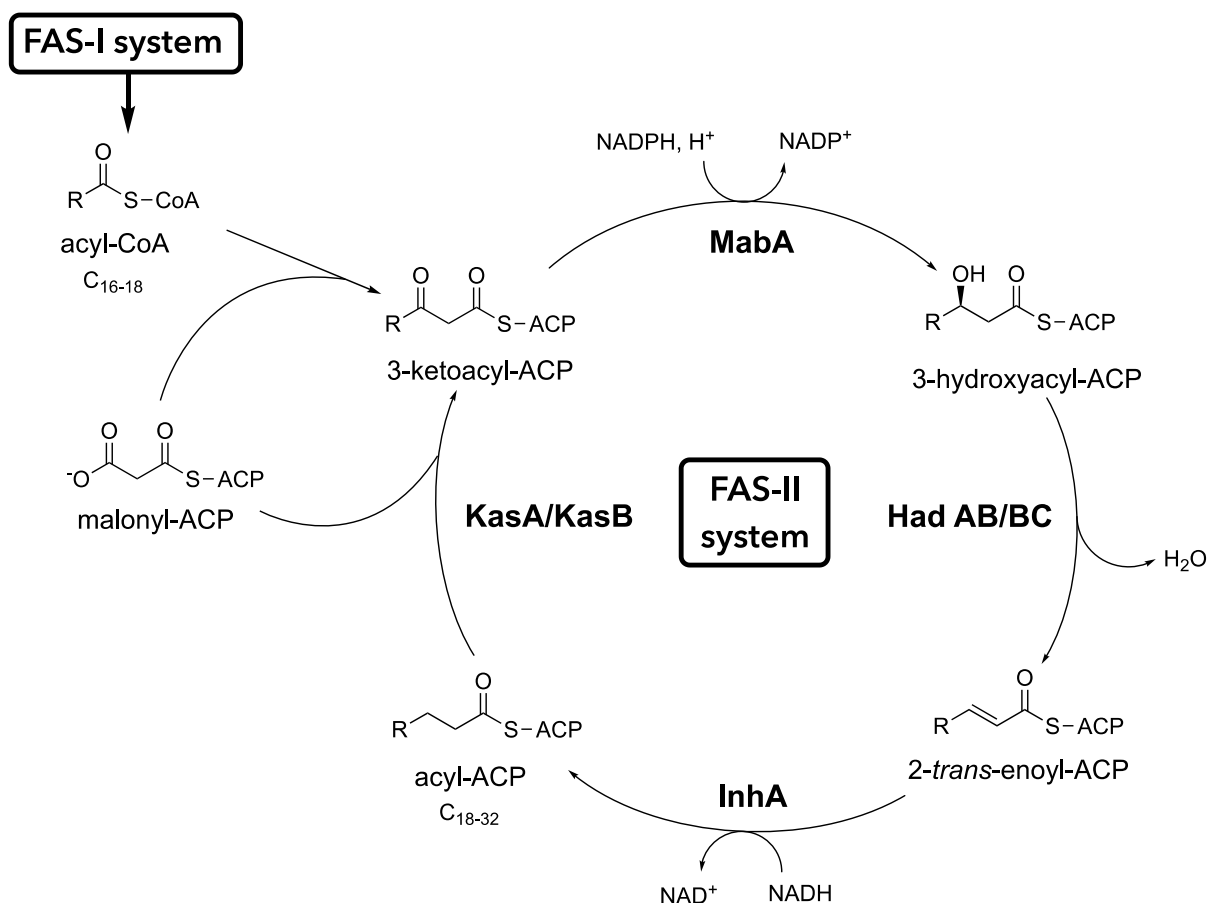 FAS-I system
O
R
S–CoA
acyl-CoA
C₁₆₋₁₈
NADPH, H⁺
NADP⁺
MabA
O
O
R
S–ACP
3-ketoacyl-ACP
OH
O
R
S–ACP
3-hydroxyacyl-ACP
O
O
⁻O
S–ACP
malonyl-ACP
KasA/KasB
FAS-II
system
Had AB/BC
H₂O
O
R
S–ACP
acyl-ACP
C₁₈₋₃₂
InhA
NAD⁺
NADH
O
R
S–ACP
2-trans-enoyl-ACP